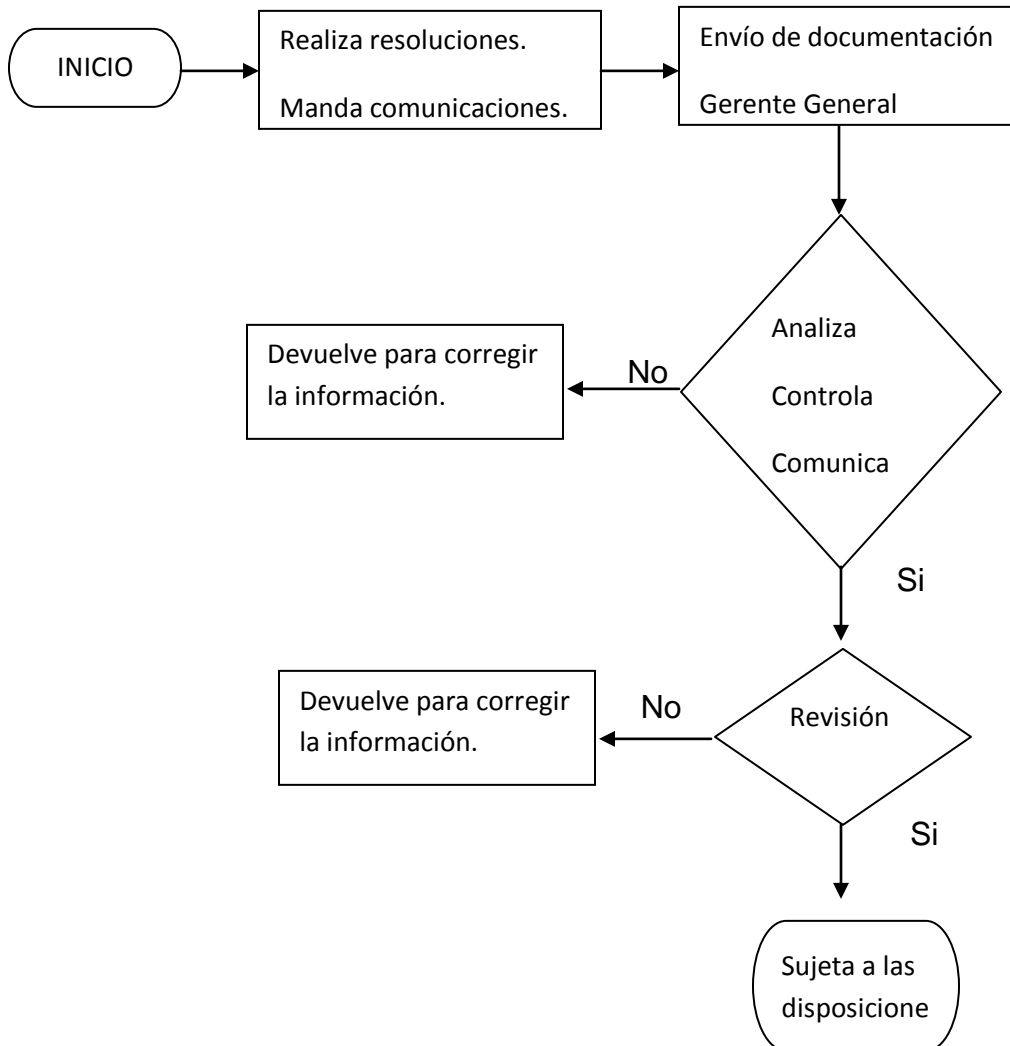 INICIO
Realiza resoluciones.
Manda comunicaciones.
Envío de documentación
Gerente General
Analiza
Controla
Comunica
No
Devuelve para corregir
la información.
Si
Revisión
No
Devuelve para corregir
la información.
Si
Sujeta a las
disposicione